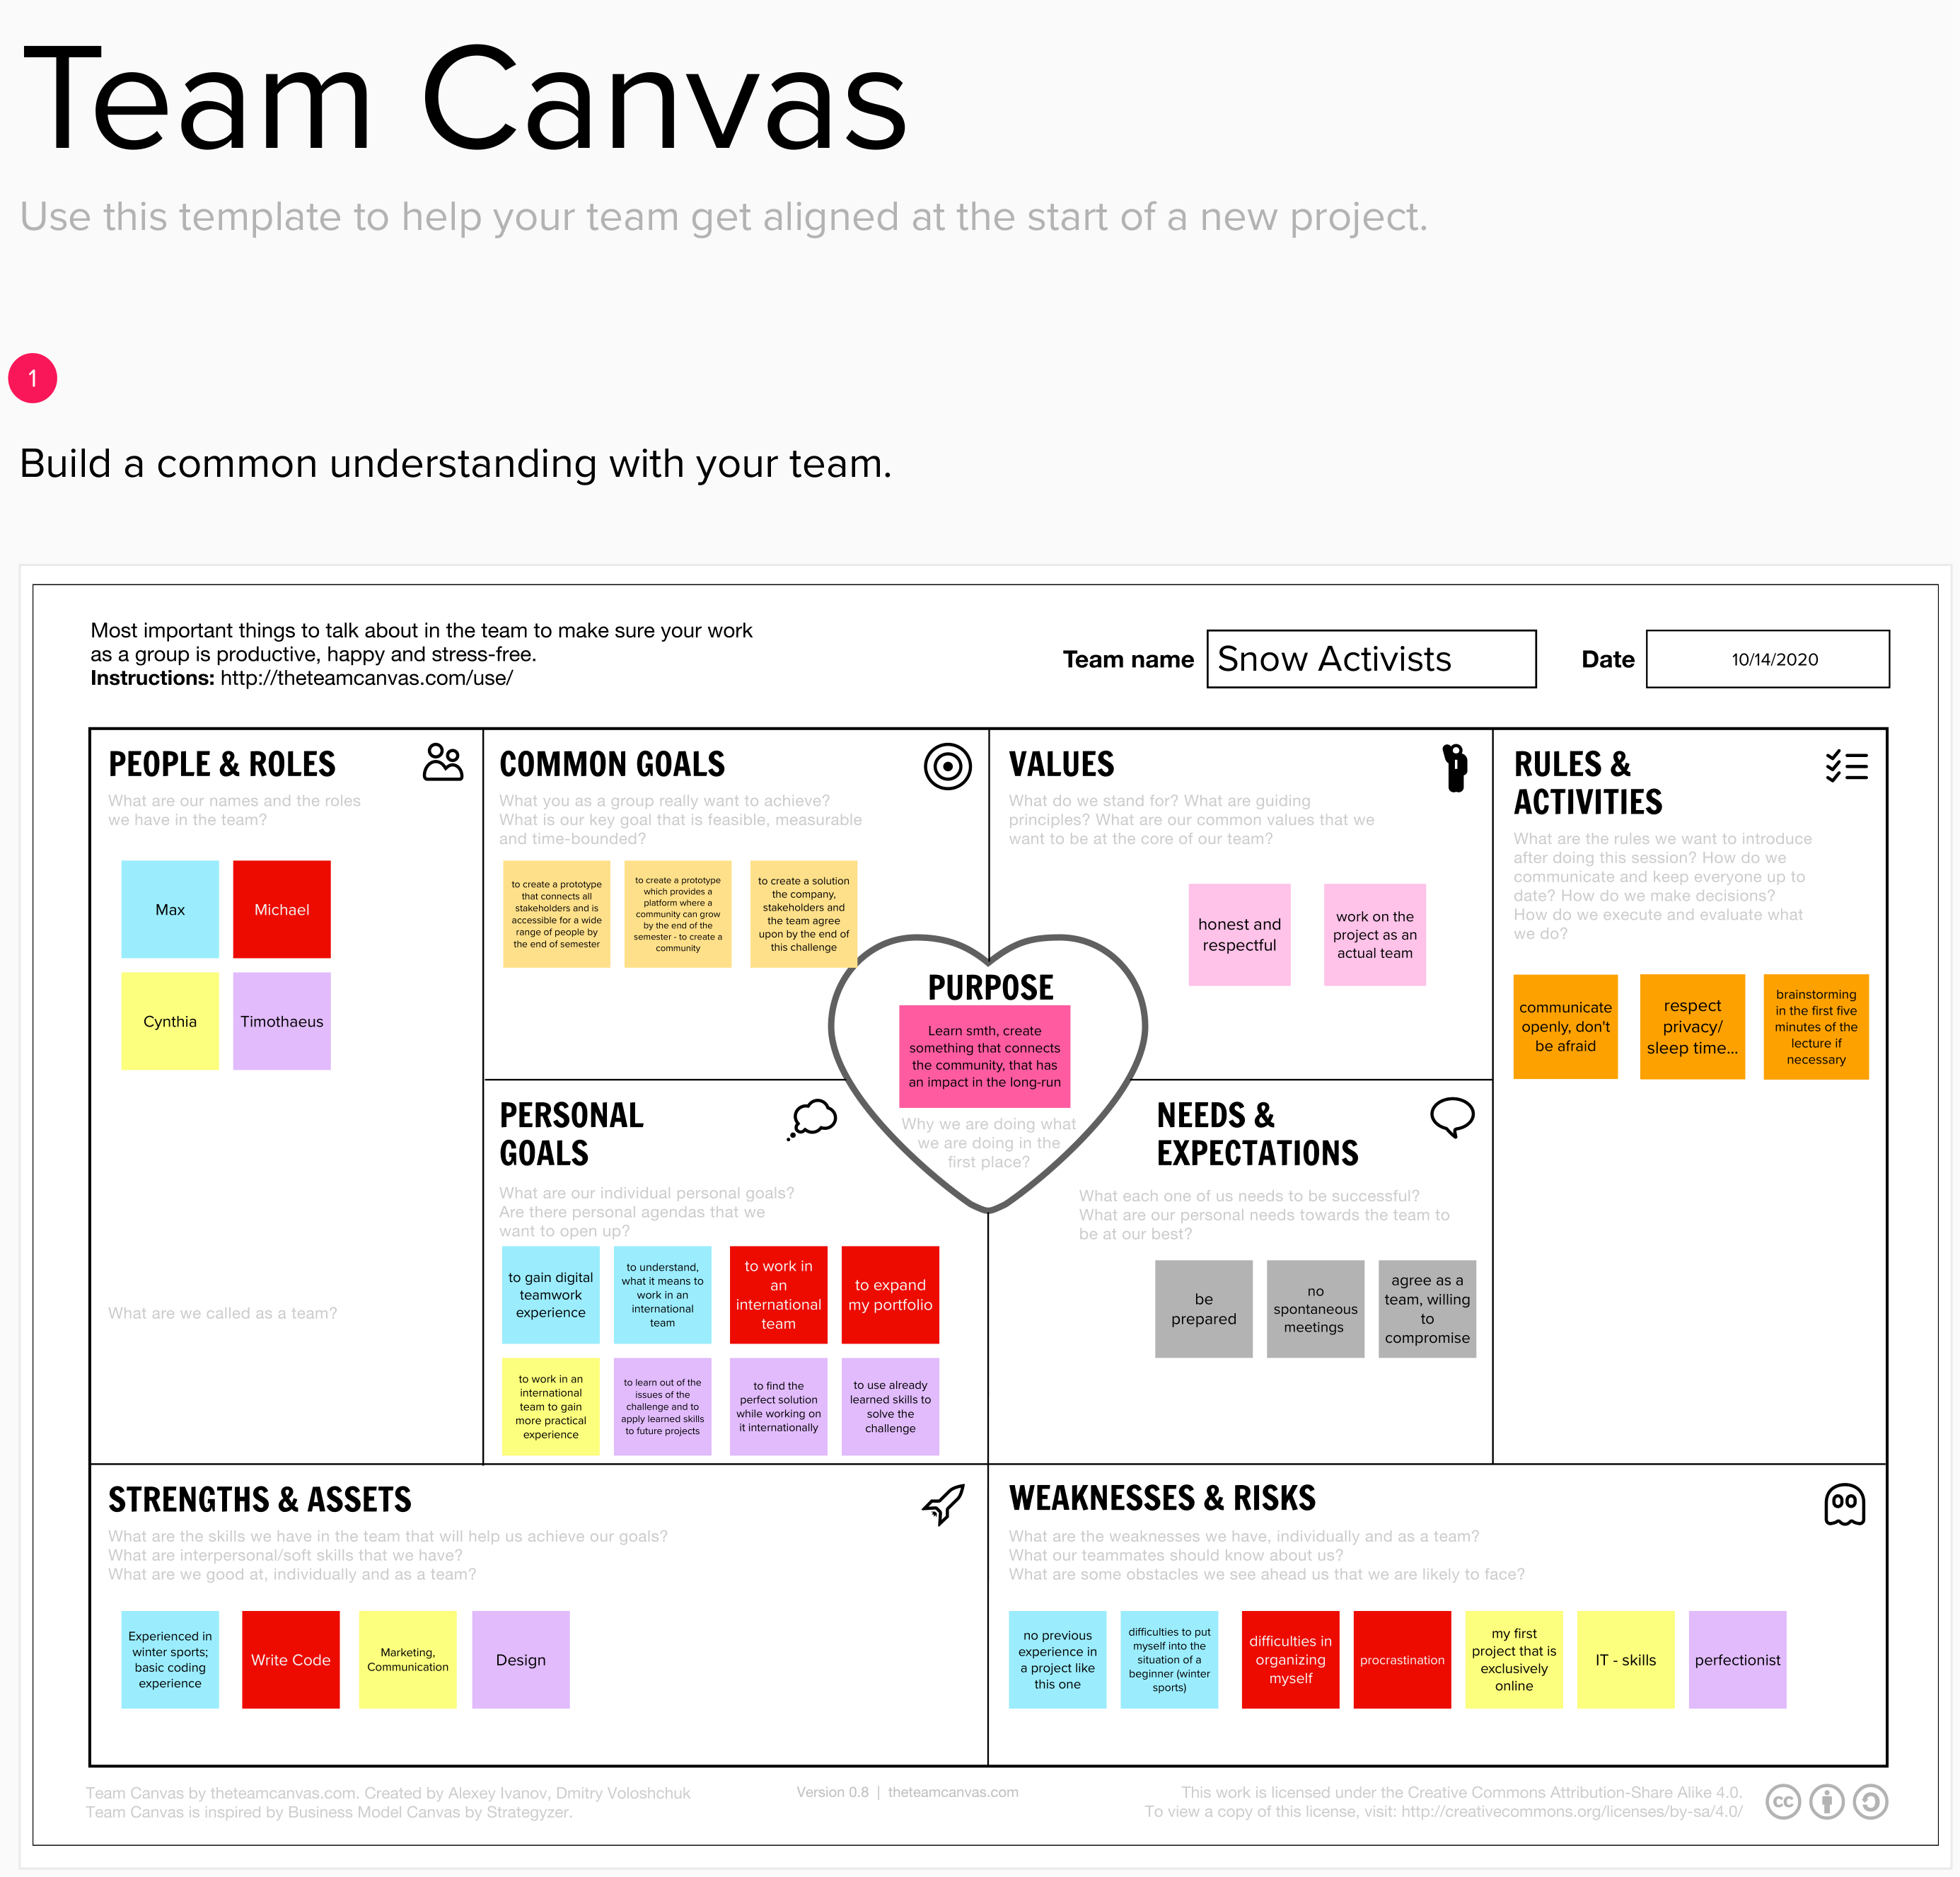 Team Canvas
Use this template to help your team get aligned at the start of a new project.
1
Build a common understanding with your team.
Most important things to talk about in the team to make sure your work
as a group is productive, happy and stress-free.
Instructions: http://theteamcanvas.com/use/
Team name
Snow Activists
Date
10/14/2020
PEOPLE & ROLES
What are our names and the roles
we have in the team?
Max
Michael
Cynthia
Timothaeus
What are we called as a team?
COMMON GOALS
What you as a group really want to achieve?
What is our key goal that is feasible, measurable
and time-bounded?
to create a prototype
that connects all
stakeholders and is
accessible for a wide
range of people by
the end of semester
to create a prototype
which provides a
platform where a
community can grow
by the end of the
semester - to create a
community
to create a solution
the company,
stakeholders and
the team agree
upon by the end of
this challenge
PURPOSE
Learn smth, create
something that connects
the community, that has
an impact in the long-run
Why we are doing what
we are doing in the
first place?
VALUES
What do we stand for? What are guiding
principles? What are our common values that we
want to be at the core of our team?
honest and
respectful
work on the
project as an
actual team
RULES &
ACTIVITIES
What are the rules we want to introduce
after doing this session? How do we
communicate and keep everyone up to
date? How do we make decisions?
How do we execute and evaluate what
we do?
communicate
openly, don't
be afraid
respect
privacy/
sleep time...
brainstorming
in the first five
minutes of the
lecture if
necessary
PERSONAL
GOALS
What are our individual personal goals?
Are there personal agendas that we
want to open up?
to gain digital
teamwork
experience
to understand,
what it means to
work in an
international
team
to work in
an
international
team
to expand
my portfolio
to work in an
international
team to gain
more practical
experience
to learn out of the
issues of the
challenge and to
apply learned skills
to future projects
to find the
perfect solution
while working on
it internationally
to use already
learned skills to
solve the
challenge
NEEDS &
EXPECTATIONS
What each one of us needs to be successful?
What are our personal needs towards the team to
be at our best?
be
prepared
no
spontaneous
meetings
agree as a
team, willing
to
compromise
STRENGTHS & ASSETS
What are the skills we have in the team that will help us achieve our goals?
What are interpersonal/soft skills that we have?
What are we good at, individually and as a team?
Experienced in
winter sports;
basic coding
experience
Write Code
Marketing,
Communication
Design
WEAKNESSES & RISKS
What are the weaknesses we have, individually and as a team?
What our teammates should know about us?
What are some obstacles we see ahead us that we are likely to face?
no previous
experience in
a project like
this one
difficulties to put
myself into the
situation of a
beginner (winter
sports)
difficulties in
organizing
myself
procrastination
my first
project that is
exclusively
online
IT - skills
perfectionist
Team Canvas by theteamcanvas.com. Created by Alexey Ivanov, Dmitry Voloshchuk
Team Canvas is inspired by Business Model Canvas by Strategyzer.
Version 0.8 | theteamcanvas.com
This work is licensed under the Creative Commons Attribution-Share Alike 4.0.
To view a copy of this license, visit: http://creativecommons.org/licenses/by-sa/4.0/
cc